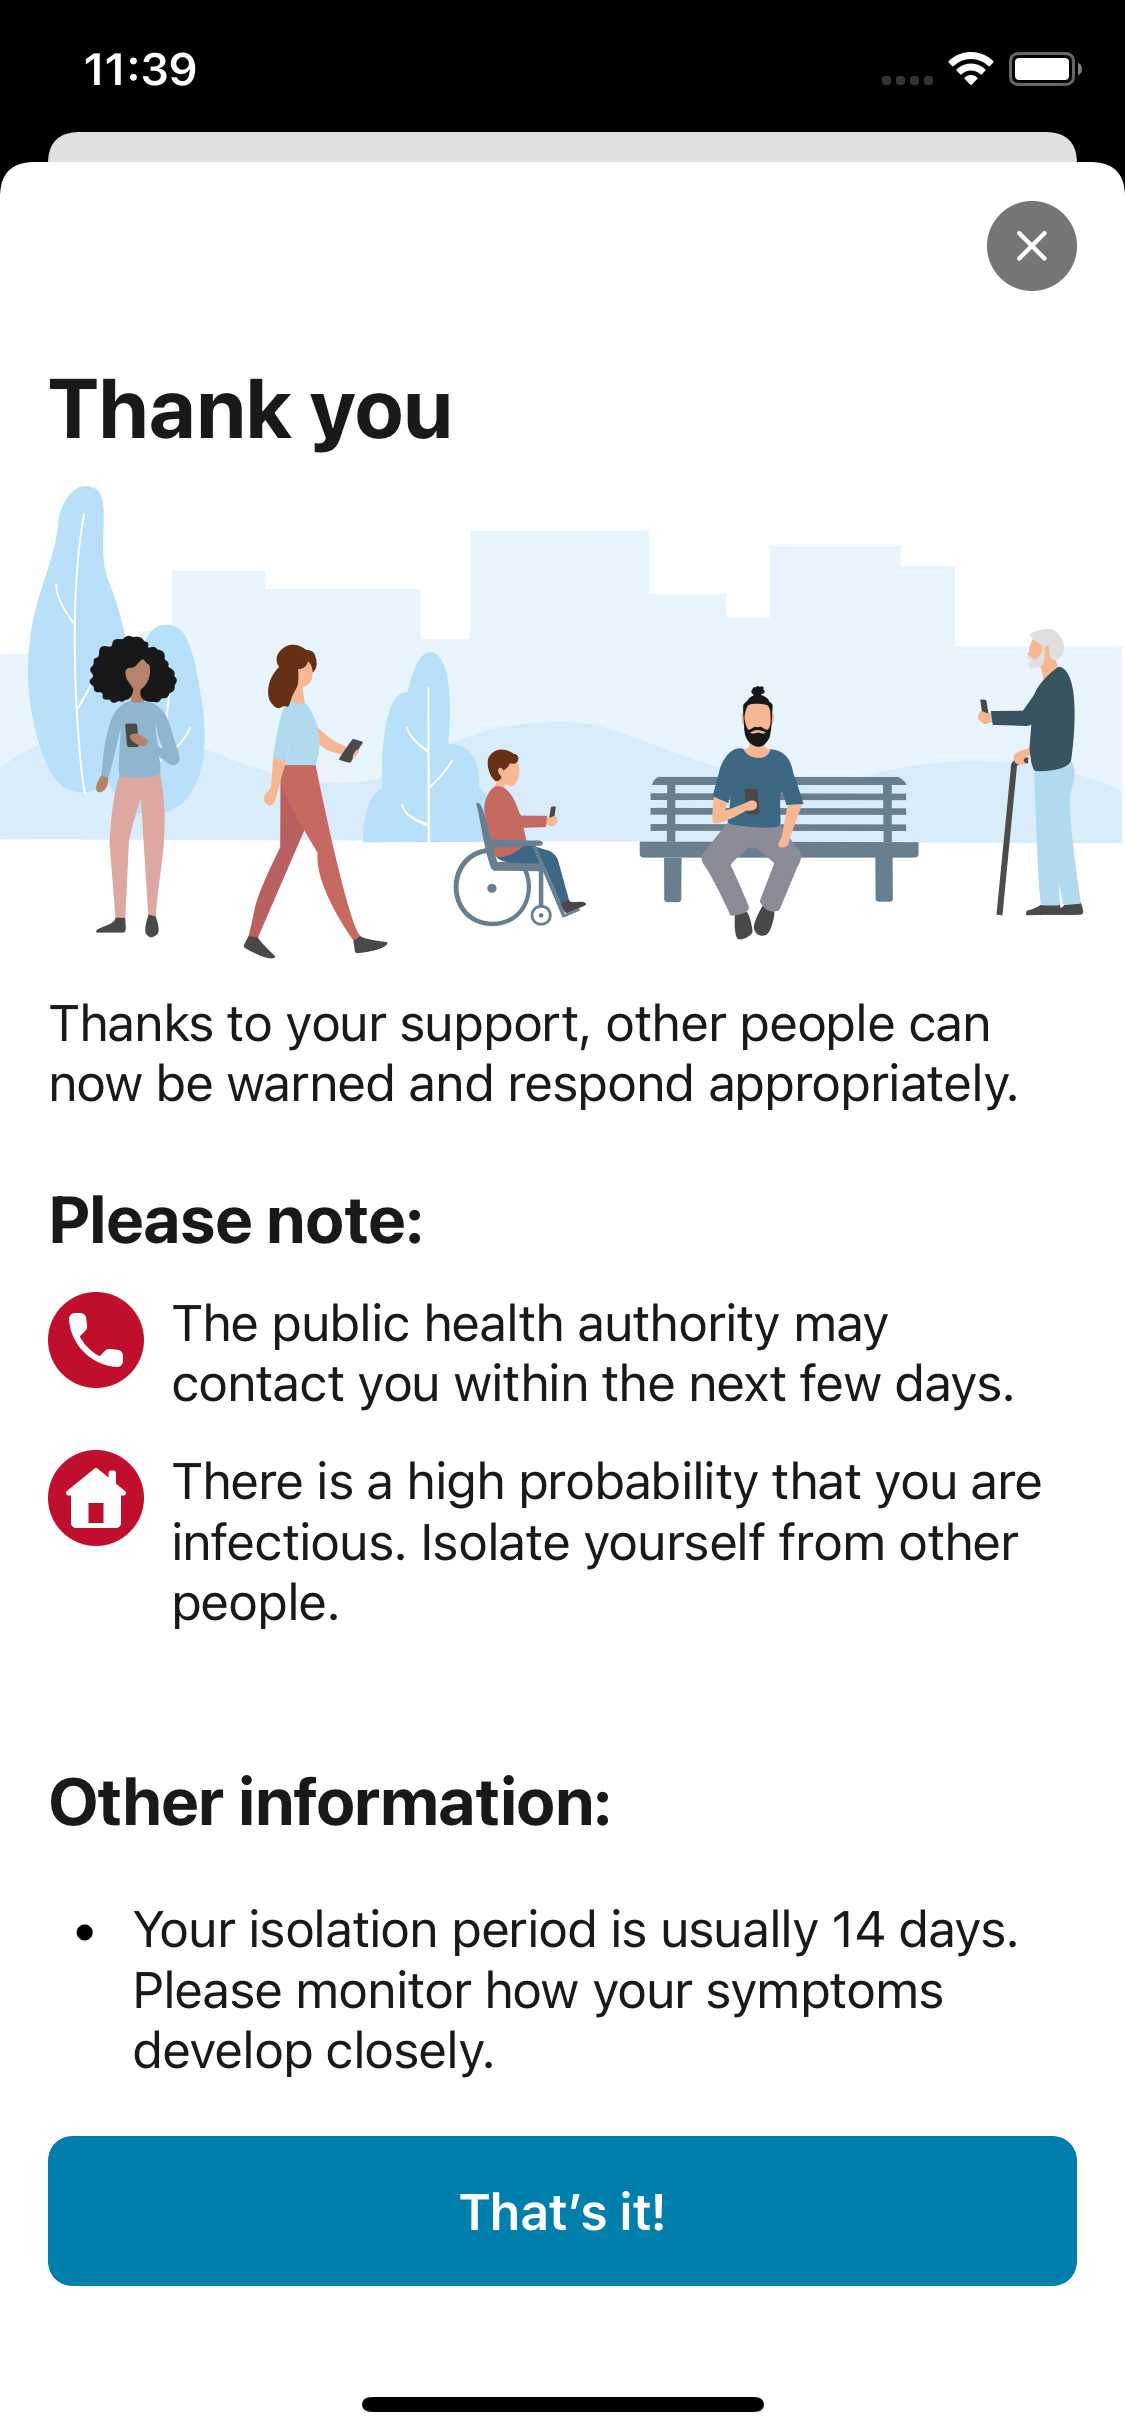 11:39
Thank you
Thanks to your support, other people can
now be warned and respond appropriately.
Please note:
The public health authority may
contact you within the next few days.
There is a high probability that you are
infectious. Isolate yourself from other
people.
Other information:
• Your isolation period is usually 14 days.
Please monitor how your symptoms
develop closely.
That’s it!